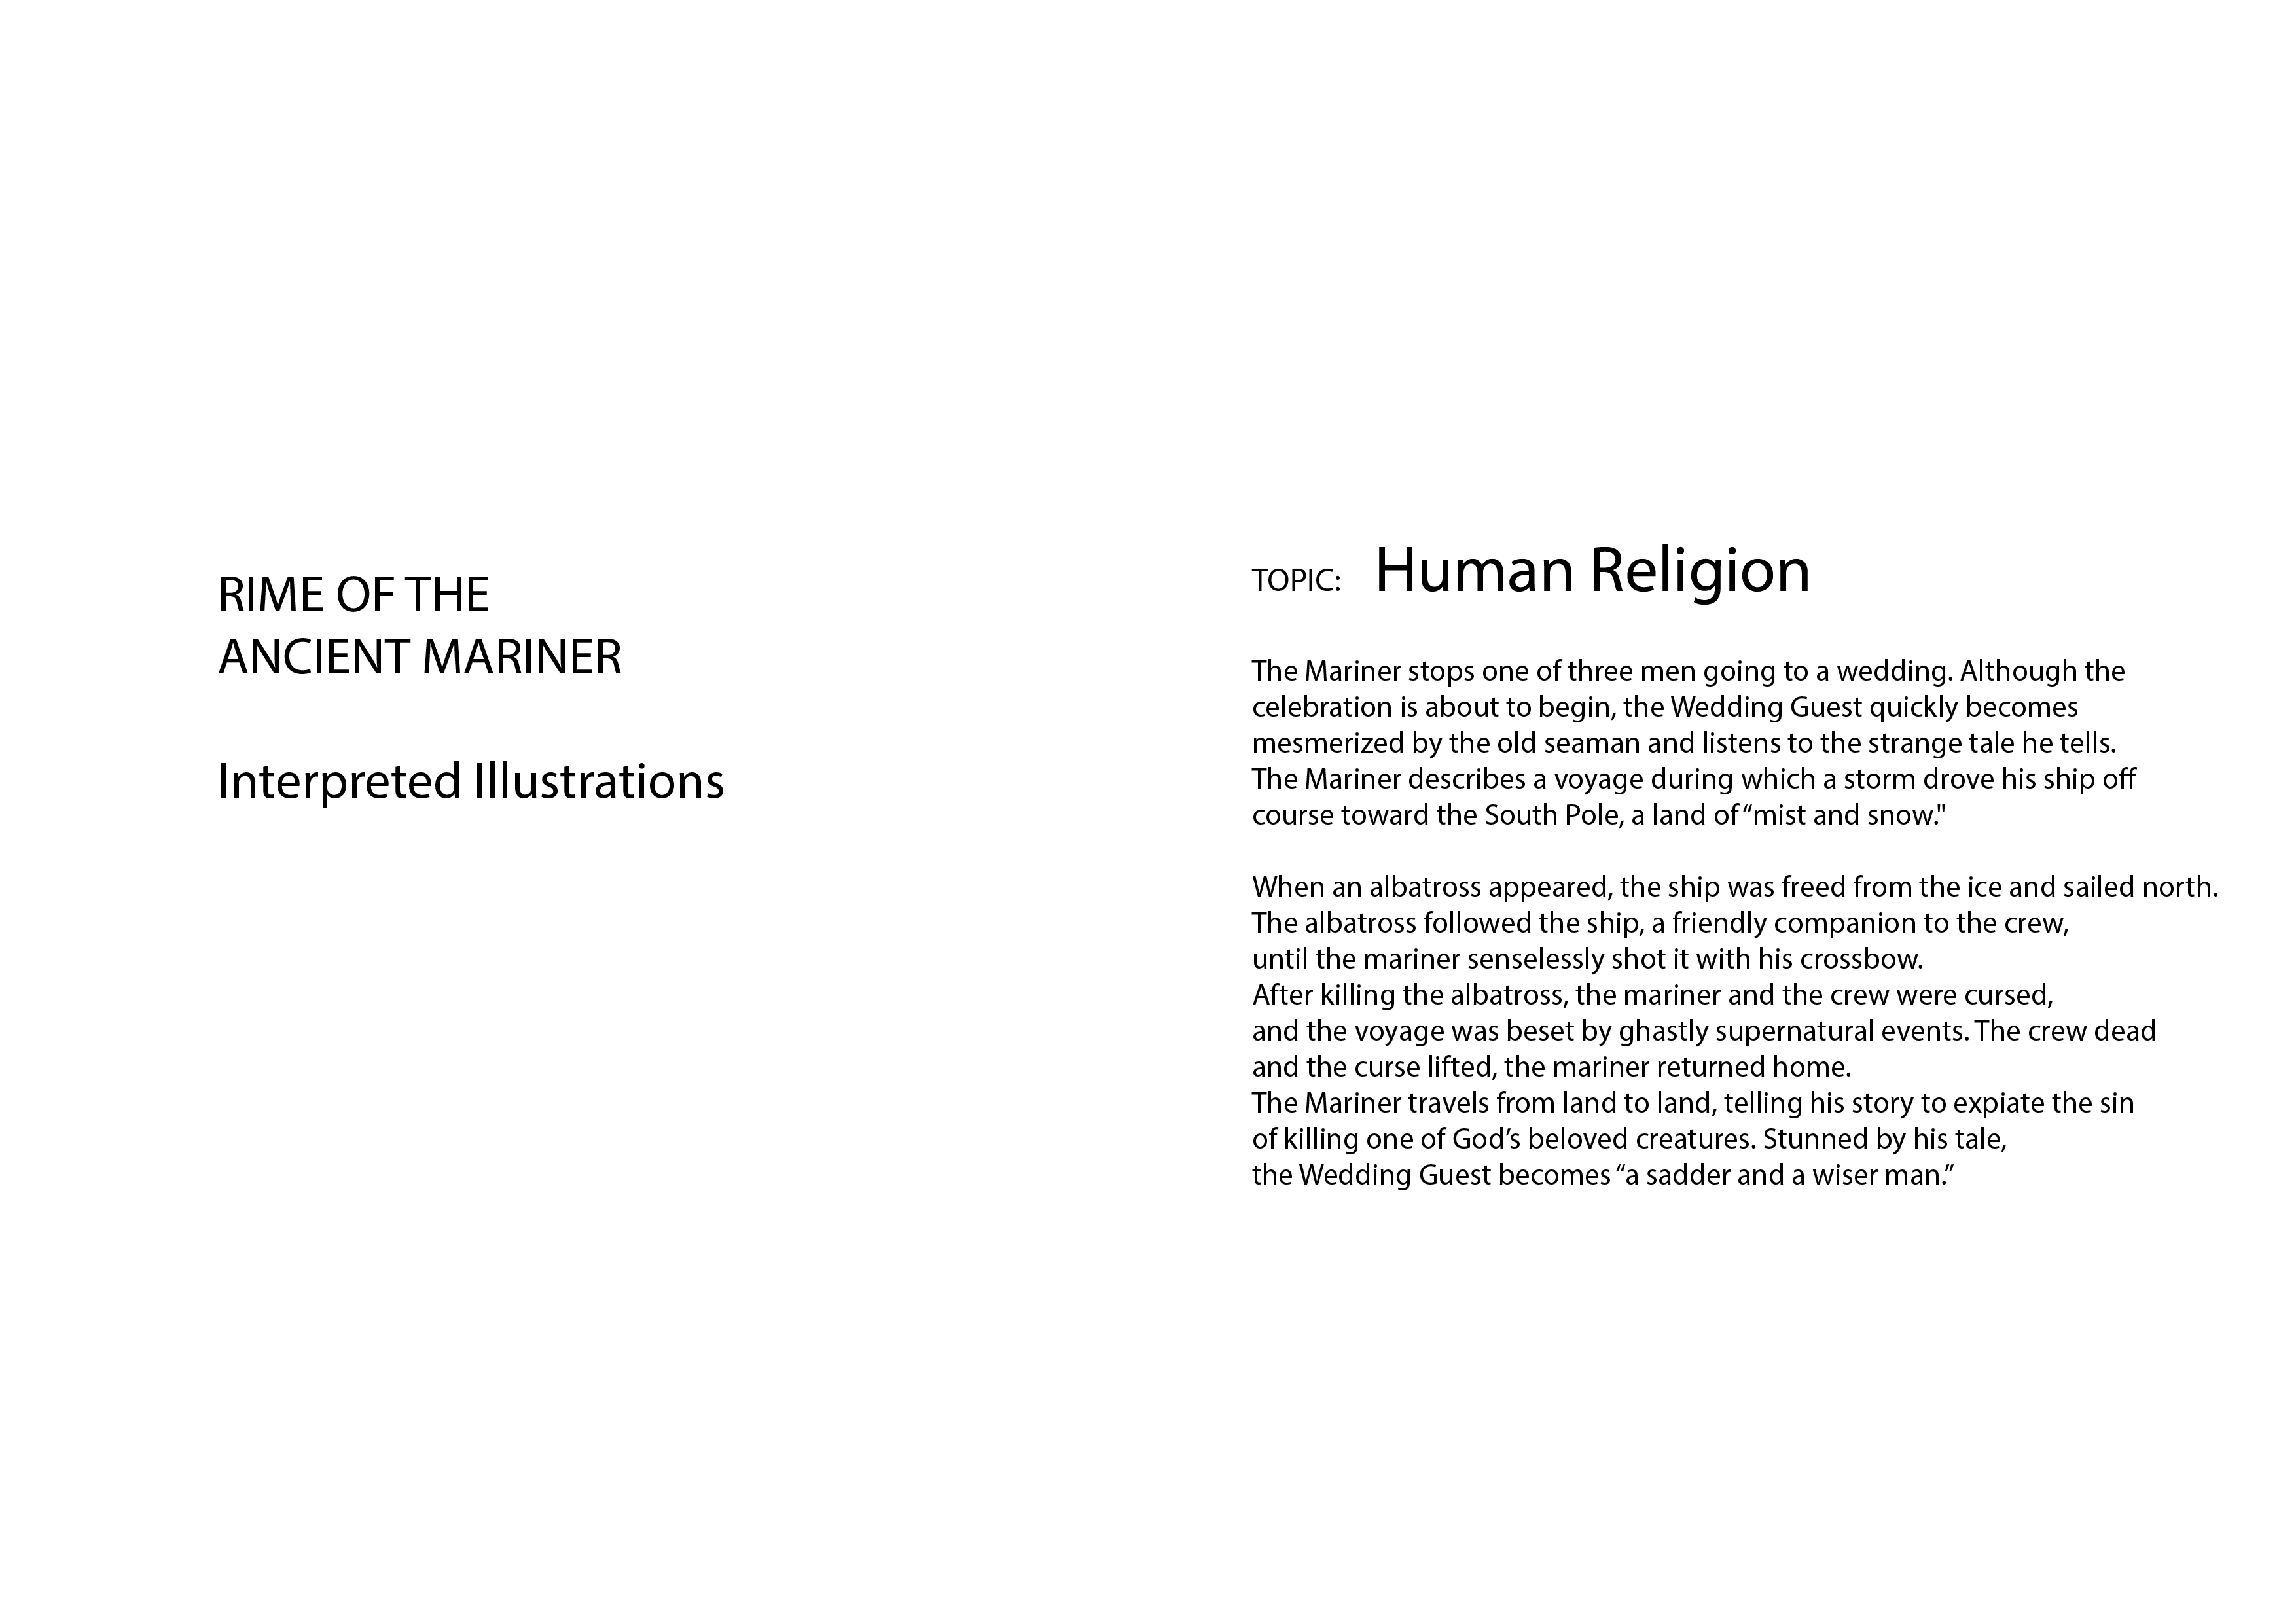 RIME OF THE
ANCIENT MARINER
Interpreted Illustrations
TOPIC: Human Religion
The Mariner stops one of three men going to a wedding. Although the
celebration is about to begin, the Wedding Guest quickly becomes
mesmerized by the old seaman and listens to the strange tale he tells.
The Mariner describes a voyage during which a storm drove his ship off
course toward the South Pole, a land of “mist and snow."
When an albatross appeared, the ship was freed from the ice and sailed north.
The albatross followed the ship, a friendly companion to the crew,
until the mariner senselessly shot it with his crossbow.
After killing the albatross, the mariner and the crew were cursed,
and the voyage was beset by ghastly supernatural events. The crew dead
and the curse lifted, the mariner returned home.
The Mariner travels from land to land, telling his story to expiate the sin
of killing one of God’s beloved creatures. Stunned by his tale,
the Wedding Guest becomes “a sadder and a wiser man.”